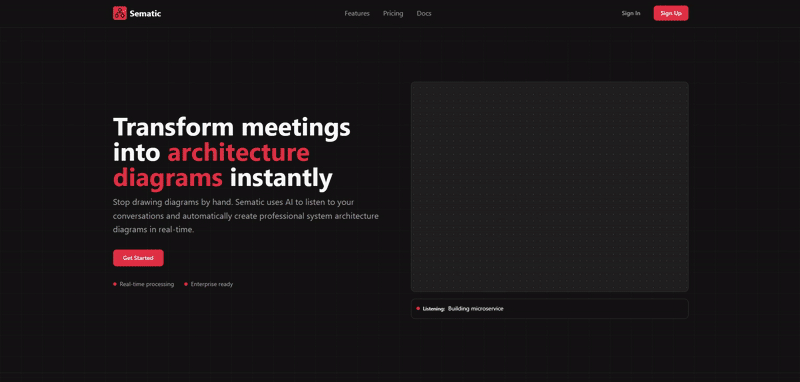 Sematic
Features Pricing Docs
Sign In Sign Up
Transform meetings
into architecture
diagrams instantly
Stop drawing diagrams by hand. Sematic uses AI to listen to your
conversations and automatically create professional system architecture
diagrams in real-time.
Get Started
Real-time processing Enterprise ready
Listening: Building microservice